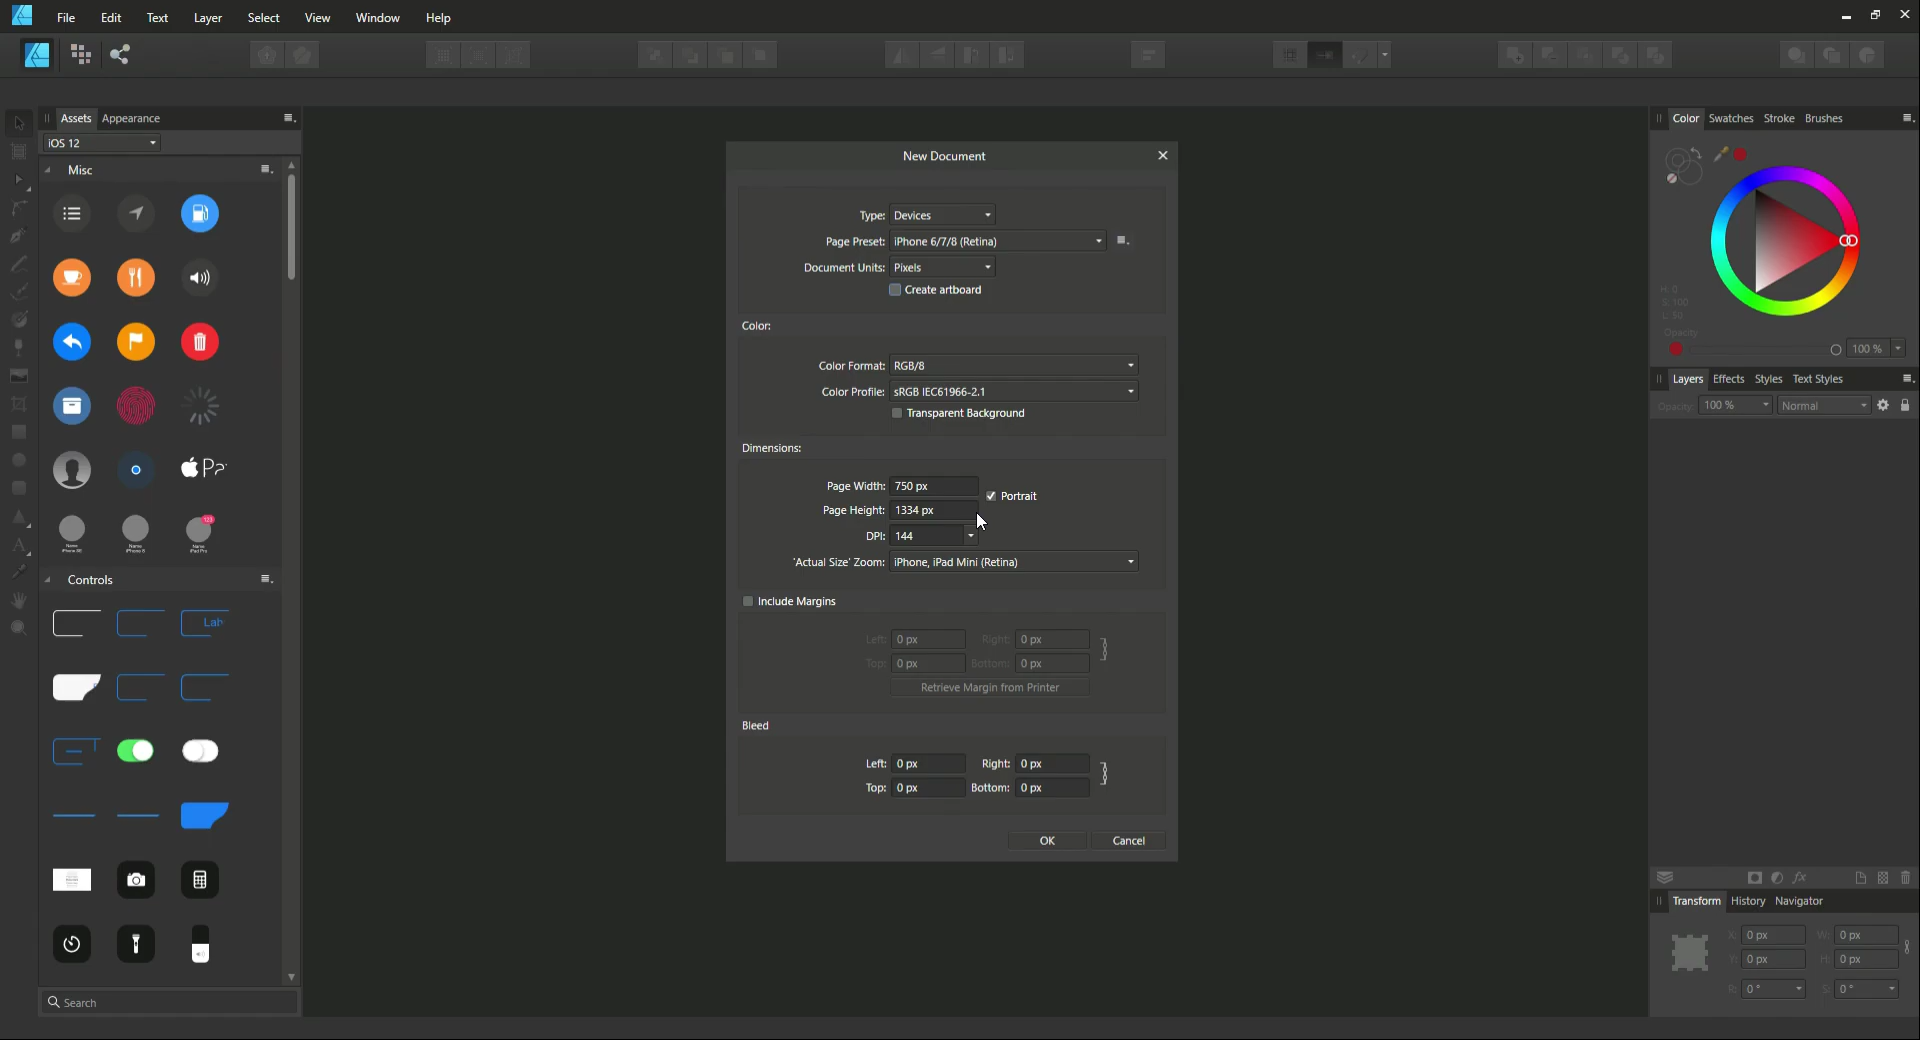 File Edit Text Layer Select View Window Help
Assets Appearance
iOS 12
Misc
Controls
Search
New Document
Type: Devices
Page Preset: iPhone 6/7/8 (Retina)
Document Units: Pixels
Create artboard
Color:
Color Format: RGB/8
Color Profile: sRGB IEC61966-2.1
Transparent Background
Dimensions:
Page Width: 750 px
Portrait
Page Height: 1334 px
DPI: 144
'Actual Size' Zoom: iPhone, iPad Mini (Retina)
Include Margins
Left: 0 px Right: 0 px
Top: 0 px Bottom: 0 px
Retrieve Margin from Printer
Bleed
Left: 0 px Right: 0 px
Top: 0 px Bottom: 0 px
OK Cancel
Color Swatches Stroke Brushes
H: 0
S: 100
L: 50
Opacity
100 %
Layers Effects Styles Text Styles
Opacity: 100 % Normal
fx
Transform History Navigator
X: 0 px W: 0 px
Y: 0 px H: 0 px
R: 0 ° S: 0 °